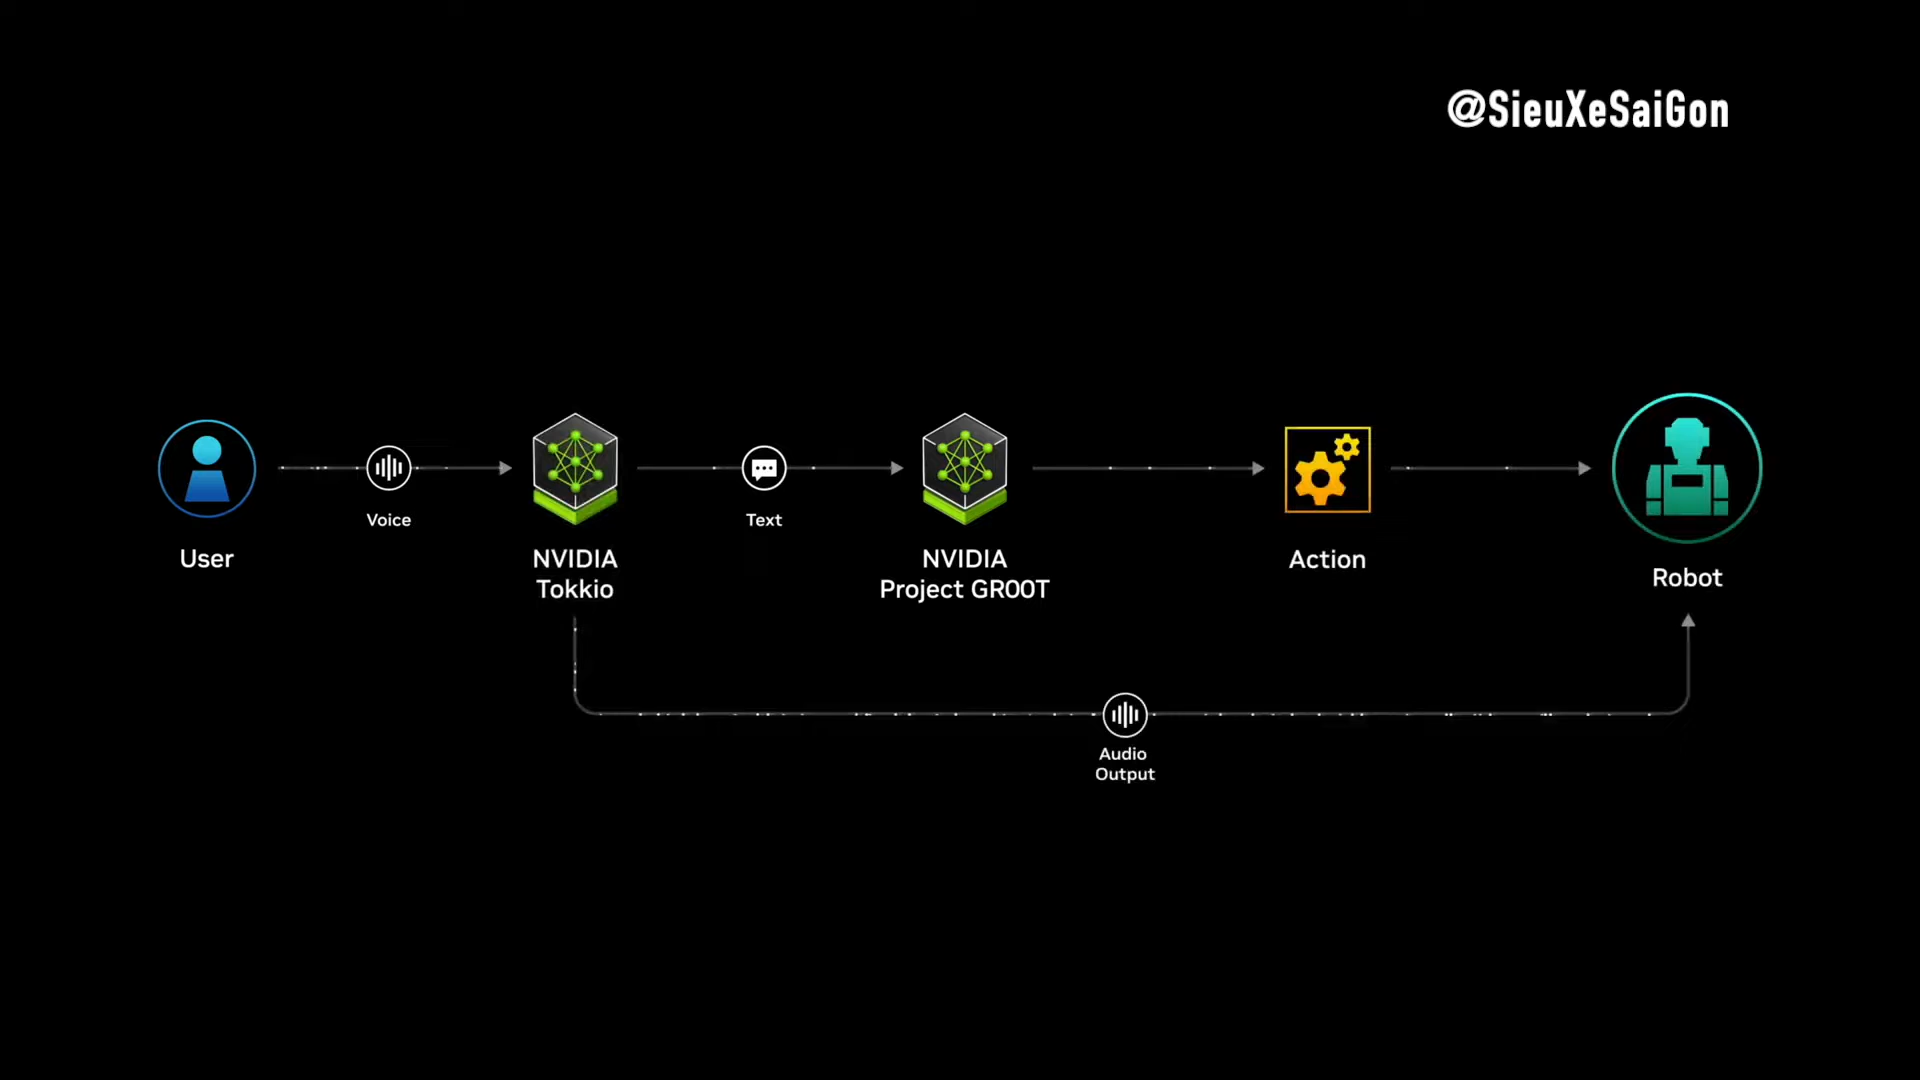 @SieuXeSaiGon
Voice
Text
User
NVIDIA
Tokkio
NVIDIA
Project GR00T
Action
Robot
Audio
Output